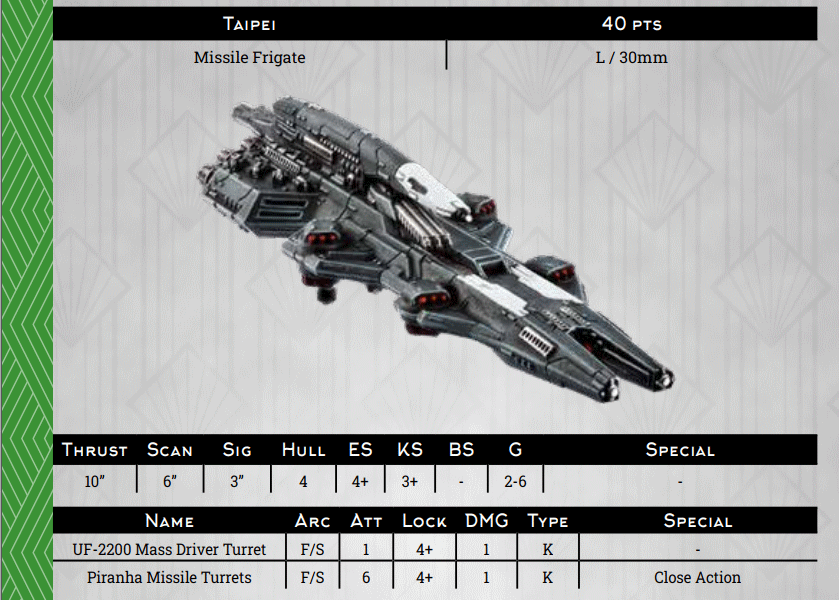 Taipei 40 pts
Missile Frigate L / 30mm
Thrust Scan Sig Hull ES KS BS G Special
10” 6” 3” 4 4+ 3+ - 2-6 -
Name Arc Att Lock DMG Type Special
UF-2200 Mass Driver Turret F/S 1 4+ 1 K -
Piranha Missile Turrets F/S 6 4+ 1 K Close Action